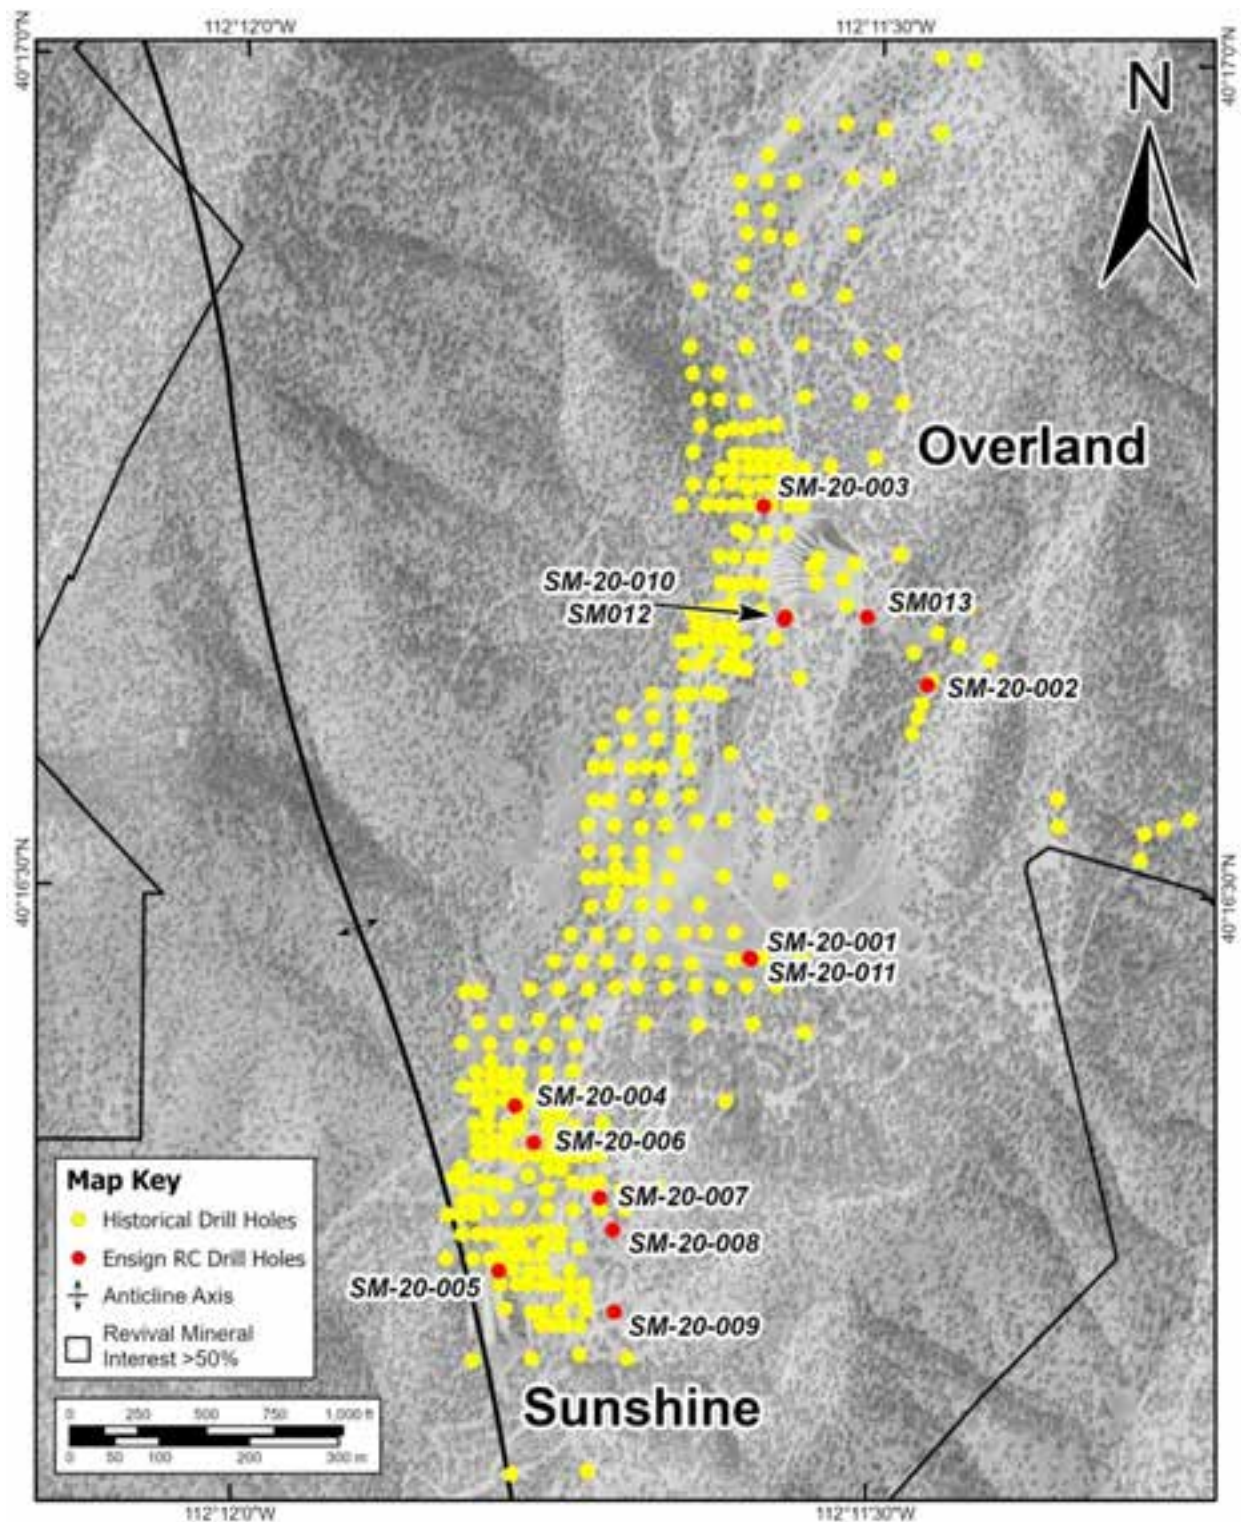 112°12'0"W
112°11'30"W
40°17'0"N
40°17'0"N
N
Overland
SM-20-003
SM-20-010
SM012
SM013
SM-20-002
40°16'30"N
40°16'30"N
SM-20-001
SM-20-011
SM-20-004
SM-20-006
SM-20-007
SM-20-008
SM-20-005
SM-20-009
Map Key
Historical Drill Holes
Ensign RC Drill Holes
Anticline Axis
Revival Mineral
Interest >50%
0 250 500 750 1,000 ft
0 50 100 200 300 m
Sunshine
112°12'0"W
112°11'30"W